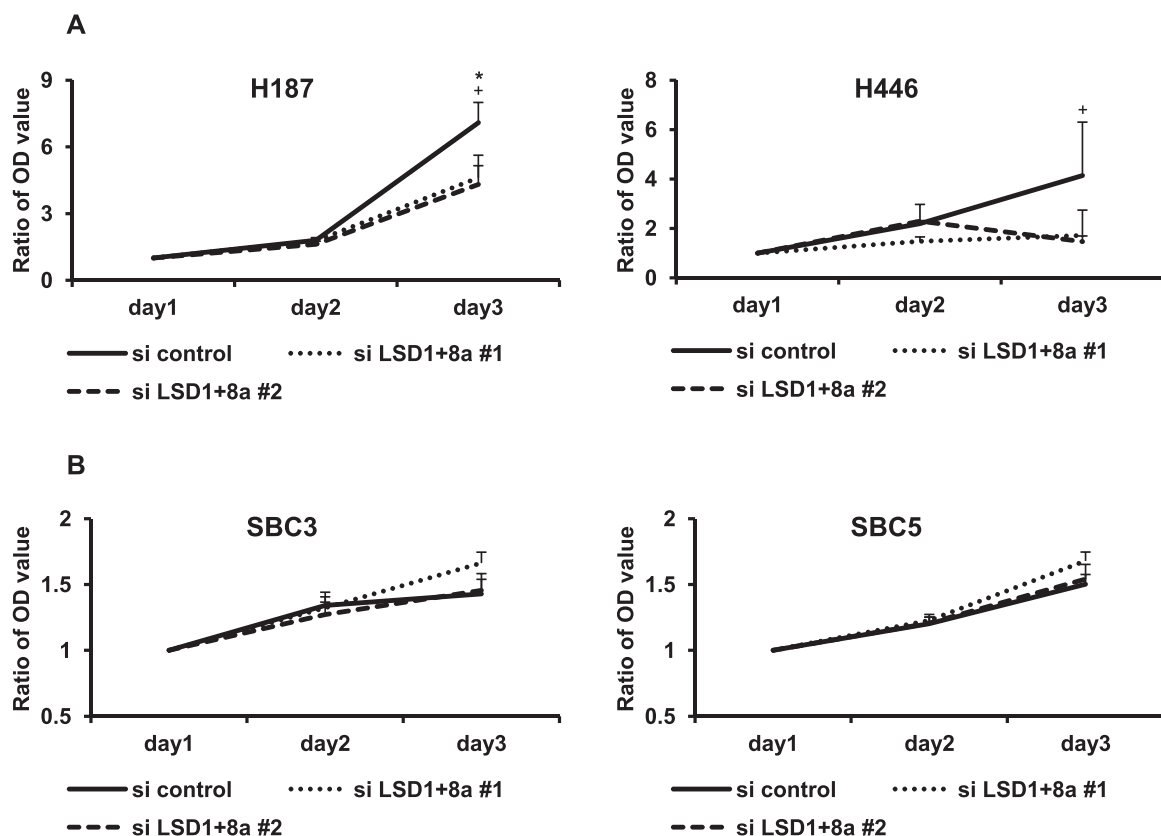 A
H187
Ratio of OD value
9
6
3
0
*
+
day1 day2 day3
si control si LSD1+8a #1
si LSD1+8a #2
H446
Ratio of OD value
8
6
4
2
0
+
day1 day2 day3
si control si LSD1+8a #1
si LSD1+8a #2
B
SBC3
Ratio of OD value
2
1.5
1
0.5
day1 day2 day3
si control si LSD1+8a #1
si LSD1+8a #2
SBC5
Ratio of OD value
2
1.5
1
0.5
day1 day2 day3
si control si LSD1+8a #1
si LSD1+8a #2